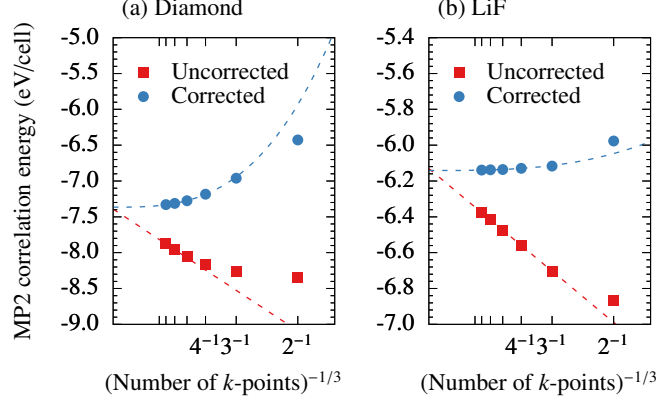 (a) Diamond
(b) LiF
MP2 correlation energy (eV/cell)
-5.0
-5.5
-6.0
-6.5
-7.0
-7.5
-8.0
-8.5
-9.0
Uncorrected
Corrected
4⁻¹ 3⁻¹ 2⁻¹
(Number of k-points)⁻¹/³
-5.4
-5.6
-5.8
-6.0
-6.2
-6.4
-6.6
-6.8
-7.0
Uncorrected
Corrected
4⁻¹ 3⁻¹ 2⁻¹
(Number of k-points)⁻¹/³